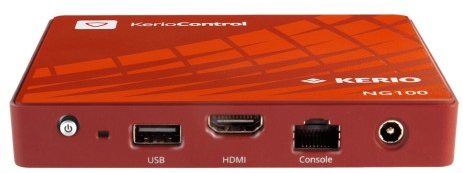 KerioControl
KERIO
NG100
USB
HDMI
Console